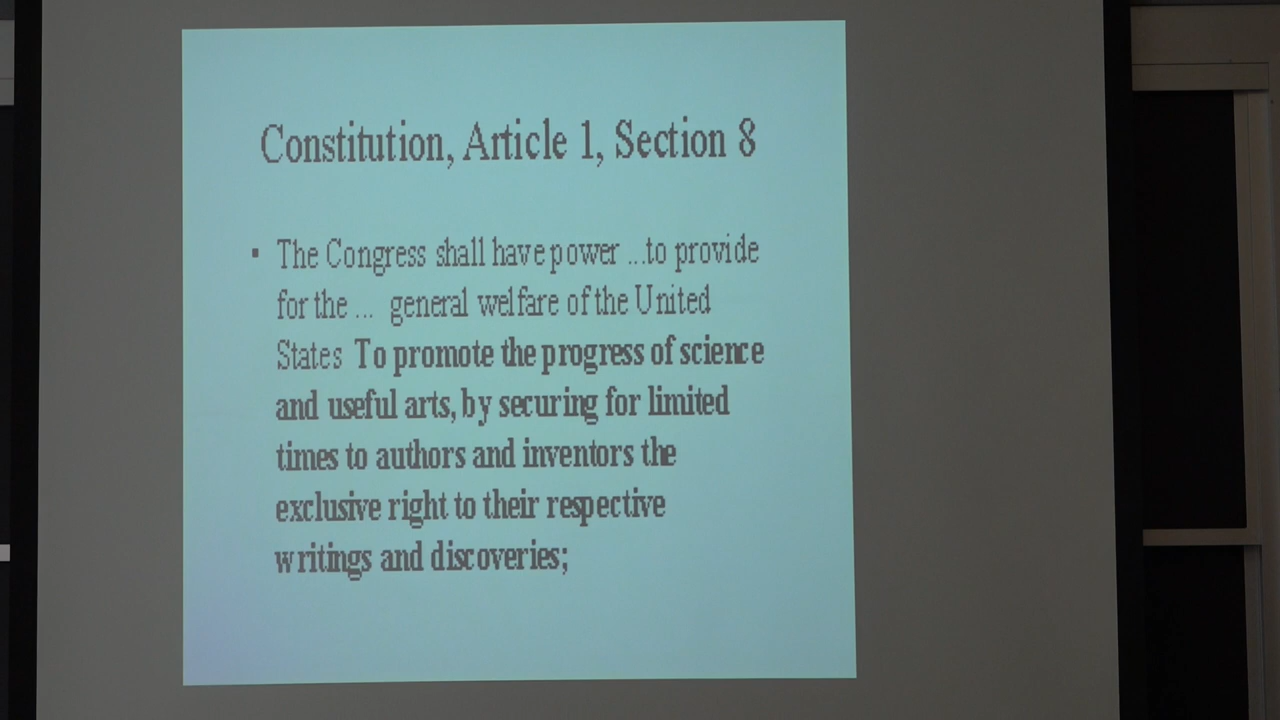 Constitution, Article 1, Section 8
▪ The Congress shall have power ...to provide
for the ... general welfare of the United
States To promote the progress of science
and useful arts, by securing for limited
times to authors and inventors the
exclusive right to their respective
writings and discoveries;